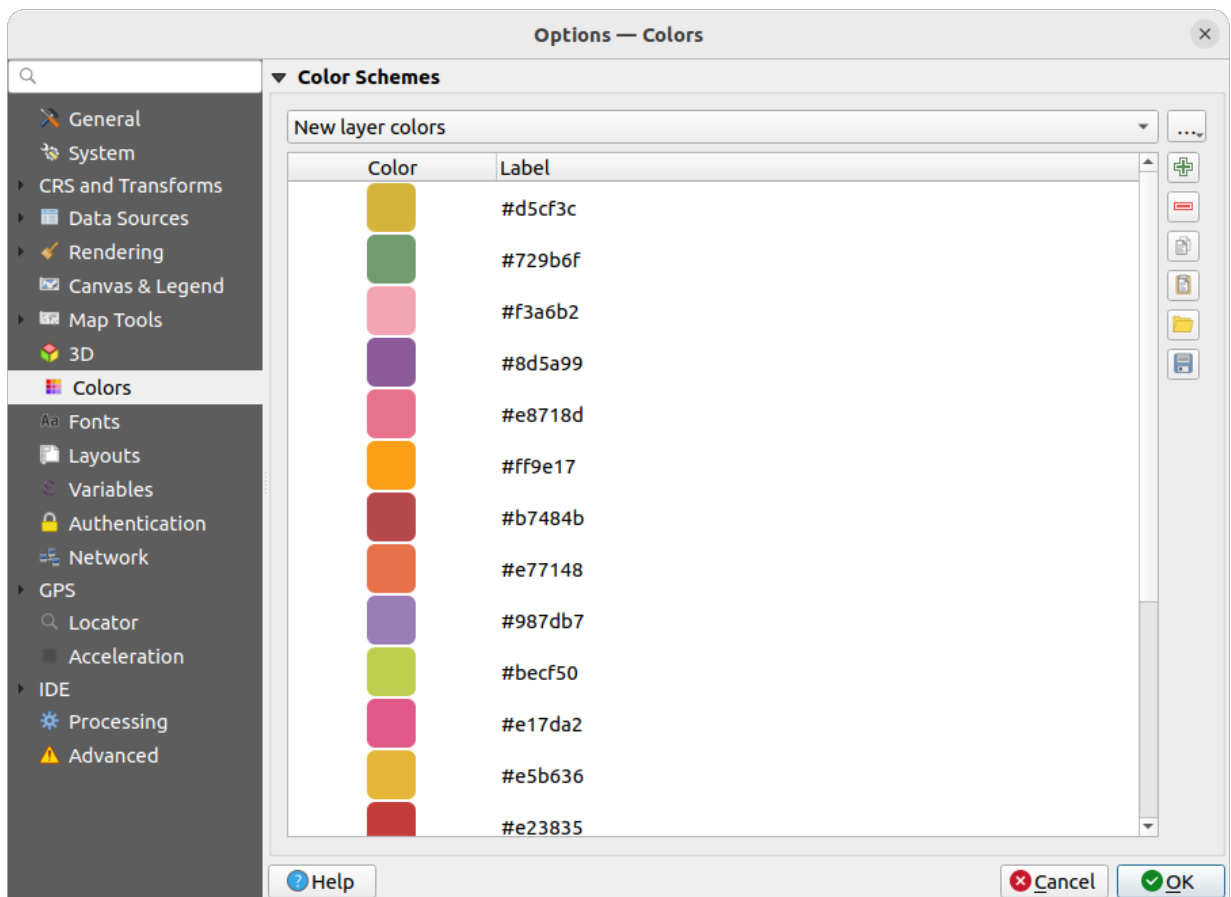 Options — Colors
Color Schemes
General
System
CRS and Transforms
Data Sources
Rendering
Canvas & Legend
Map Tools
3D
Colors
Aa Fonts
Layouts
ε Variables
Authentication
Network
GPS
Locator
Acceleration
IDE
Processing
Advanced
New layer colors
...
Color Label
#d5cf3c
#729b6f
#f3a6b2
#8d5a99
#e8718d
#ff9e17
#b7484b
#e77148
#987db7
#becf50
#e17da2
#e5b636
#e23835
? Help
Cancel
OK